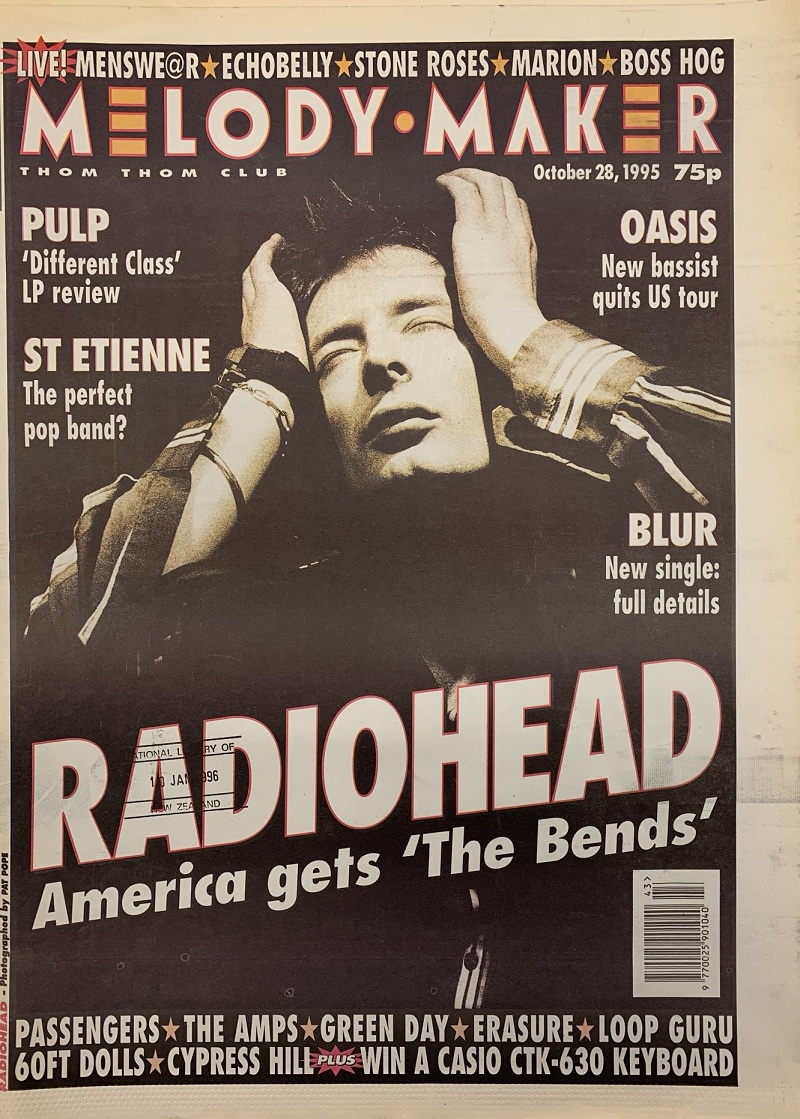 LIVE! MENSWE@R★ECHOBELLY★STONE ROSES★MARION★BOSS HOG
MELODY•MAKER
THOM THOM CLUB
October 28, 1995 75p
PULP
'Different Class'
LP review
ST ETIENNE
The perfect
pop band?
OASIS
New bassist
quits US tour
BLUR
New single:
full details
RADIOHEAD
NATIONAL LIBRARY OF
10 JAN 1996
NEW ZEALAND
America gets 'The Bends'
43>
9 770025 901040
RADIOHEAD - Photographed by PAT POPE
PASSENGERS★THE AMPS★GREEN DAY★ERASURE★LOOP GURU
60FT DOLLS★CYPRESS HILL PLUS WIN A CASIO CTK-630 KEYBOARD